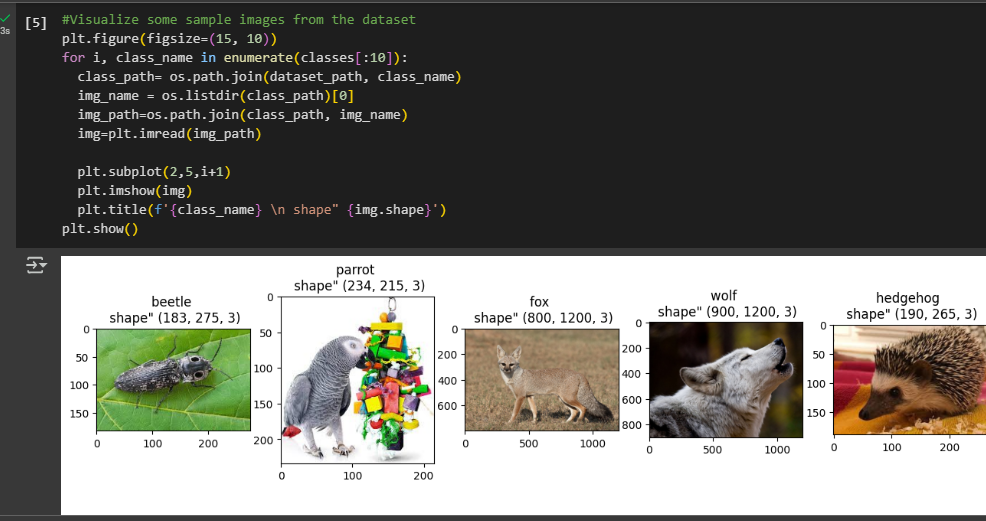 [5] #Visualize some sample images from the dataset
3s
plt.figure(figsize=(15, 10))
for i, class_name in enumerate(classes[:10]):
class_path= os.path.join(dataset_path, class_name)
img_name = os.listdir(class_path)[0]
img_path=os.path.join(class_path, img_name)
img=plt.imread(img_path)
plt.subplot(2,5,i+1)
plt.imshow(img)
plt.title(f'{class_name} \n shape" {img.shape}')
plt.show()
beetle
shape" (183, 275, 3)
0
50
100
150
0 100 200
parrot
shape" (234, 215, 3)
0
50
100
150
200
0 100 200
fox
shape" (800, 1200, 3)
0
200
400
600
0 500 1000
wolf
shape" (900, 1200, 3)
0
200
400
600
800
0 500 1000
hedgehog
shape" (190, 265, 3)
0
50
100
150
0 100 200